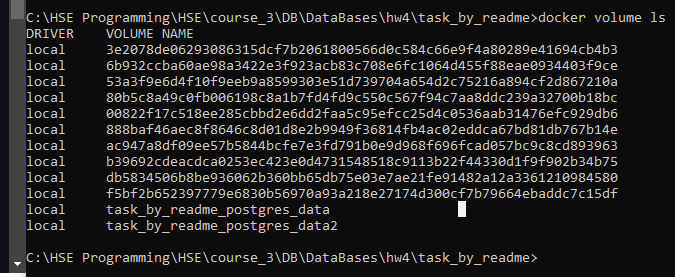 C:\HSE Programming\HSE\course_3\DB\DataBases\hw4\task_by_readme>docker volume ls
DRIVER    VOLUME NAME
local     3e2078de06293086315dcf7b2061800566d0c584c66e9f4a80289e41694cb4b3
local     6b932ccba60ae98a3422e3f923acb83c708e6fc1064d455f88eae0934403f9ce
local     53a3f9e6d4f10f9eeb9a8599303e51d739704a654d2c75216a894cf2d867210a
local     80b5c8a49c0fb006198c8a1b7fd4fd9c550c567f94c7aa8ddc239a32700b18bc
local     00822f17c518ee285cbbd2e6dd2faa5c95efcc25d4c0536aab31476efc929db6
local     888baf46aec8f8646c8d01d8e2b9949f36814fb4ac02eddca67bd81db767b14e
local     ac947a8df09ee57b5844bcfe7e3fd791b0e9d968f696fcad057bc9c8cd893963
local     b39692cdeacdca0253ec423e0d4731548518c9113b22f44330d1f9f902b34b75
local     db5834506b8be936062b360bb65db75e03e7ae21fe91482a12a3361210984580
local     f5bf2b652397779e6830b56970a93a218e27174d300cf7b79664ebaddc7c15df
local     task_by_readme_postgres_data
local     task_by_readme_postgres_data2
C:\HSE Programming\HSE\course_3\DB\DataBases\hw4\task_by_readme>